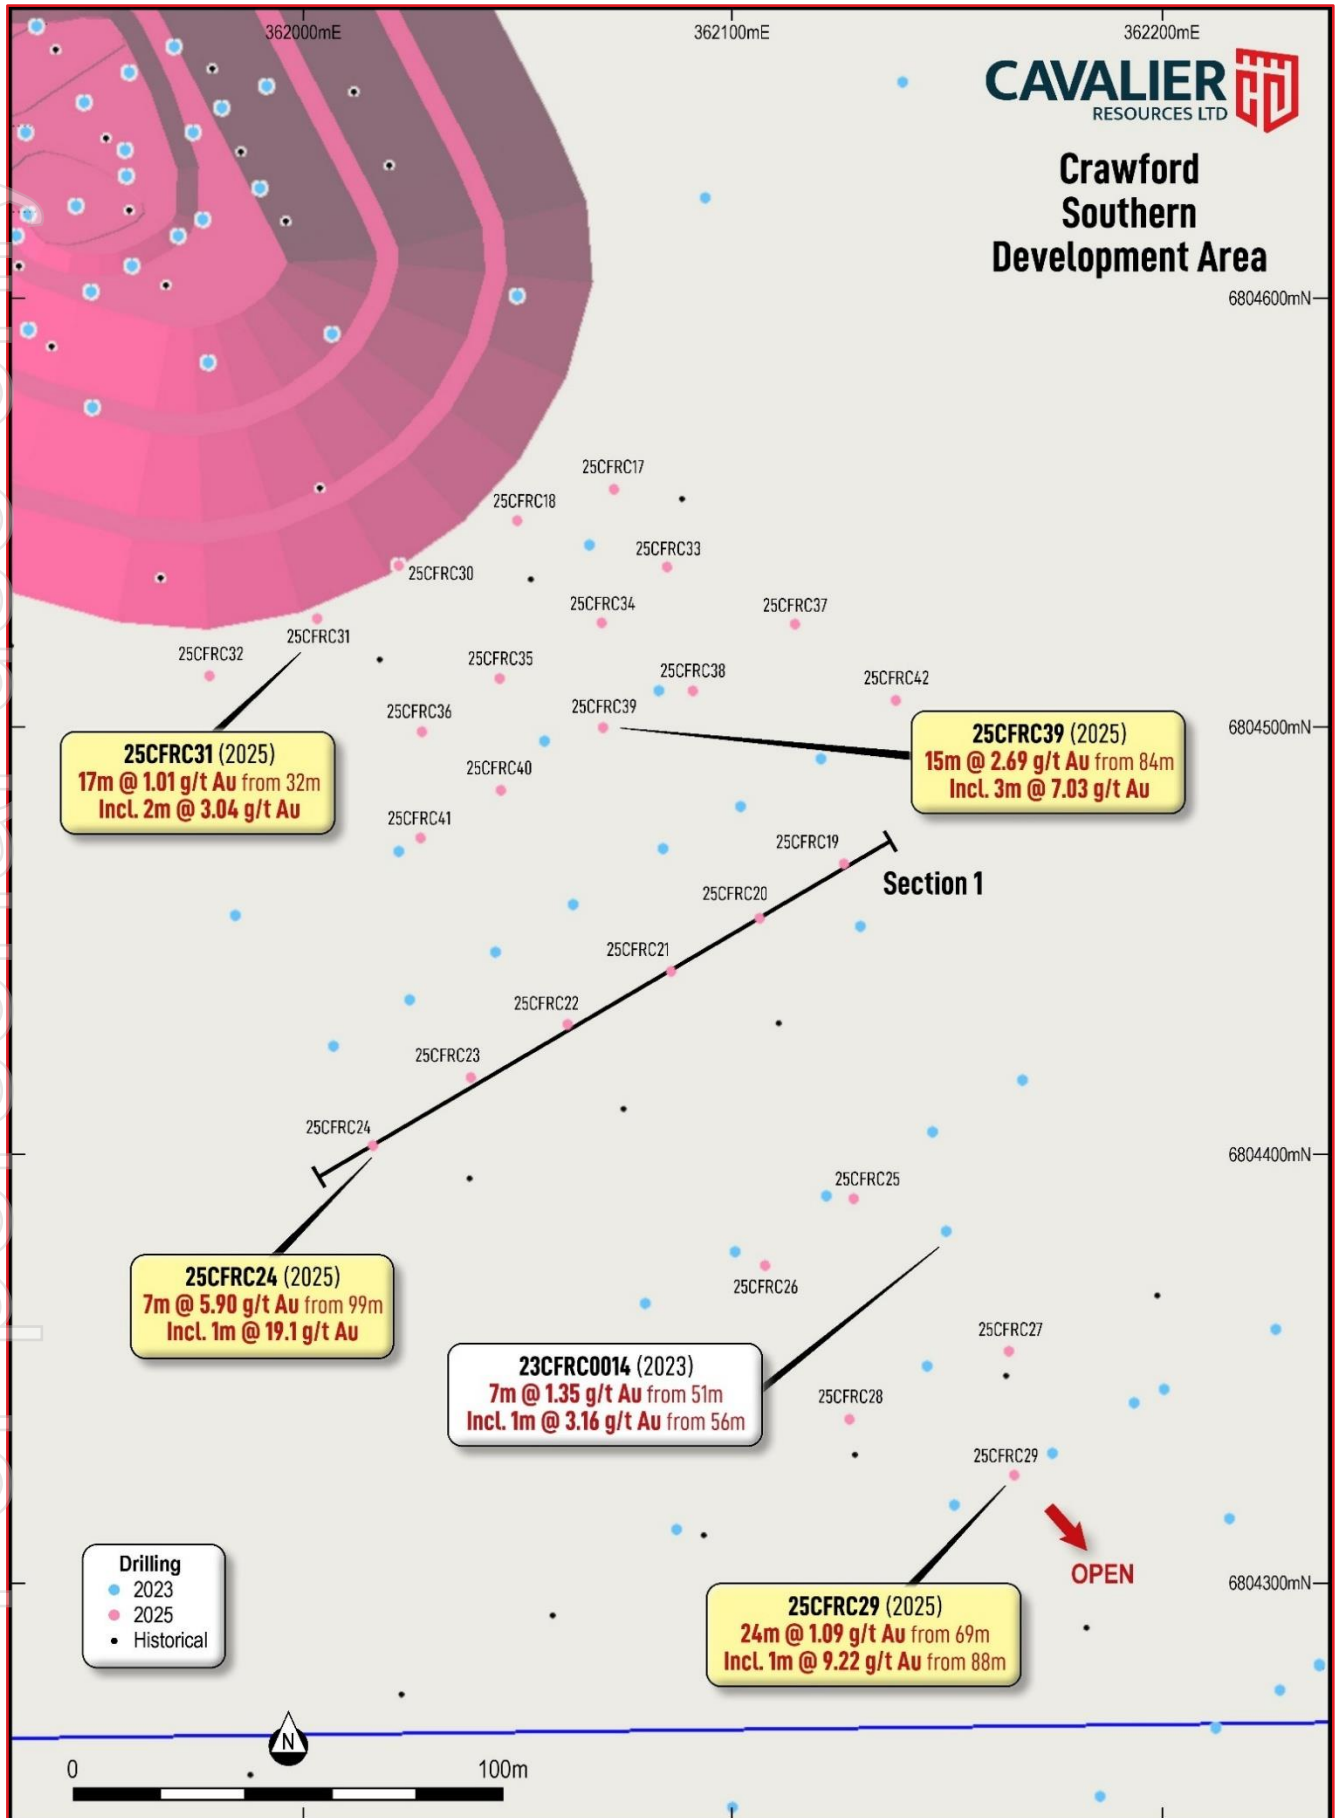 362000mE
362100mE
362200mE
CAVALIER
RESOURCES LTD
Crawford
Southern
Development Area
6804600mN
25CFRC17
25CFRC18
25CFRC33
25CFRC30
25CFRC34
25CFRC37
25CFRC31
25CFRC32
25CFRC35
25CFRC38
25CFRC42
25CFRC36
25CFRC39
6804500mN
25CFRC31 (2025)
17m @ 1.01 g/t Au from 32m
Incl. 2m @ 3.04 g/t Au
25CFRC39 (2025)
15m @ 2.69 g/t Au from 84m
Incl. 3m @ 7.03 g/t Au
25CFRC40
25CFRC41
25CFRC19
Section 1
25CFRC20
25CFRC21
25CFRC22
25CFRC23
25CFRC24
6804400mN
25CFRC25
25CFRC26
25CFRC24 (2025)
7m @ 5.90 g/t Au from 99m
Incl. 1m @ 19.1 g/t Au
25CFRC27
23CFRC0014 (2023)
7m @ 1.35 g/t Au from 51m
Incl. 1m @ 3.16 g/t Au from 56m
25CFRC28
25CFRC29
OPEN
6804300mN
25CFRC29 (2025)
24m @ 1.09 g/t Au from 69m
Incl. 1m @ 9.22 g/t Au from 88m
Drilling
2023
2025
Historical
N
0
100m